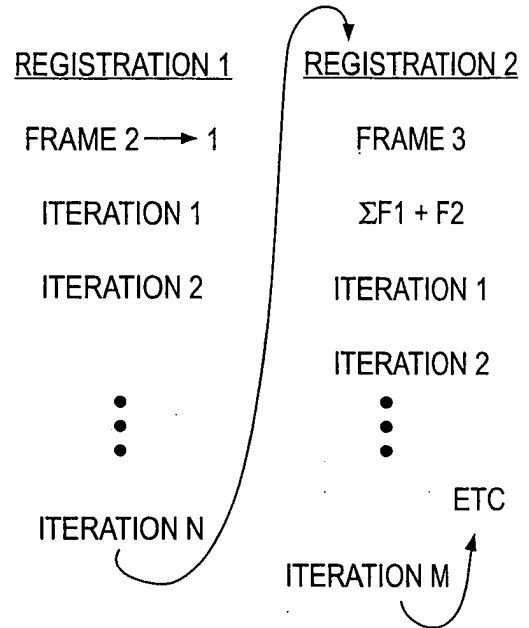 REGISTRATION 1
FRAME 2 → 1
ITERATION 1
ITERATION 2
ITERATION N
REGISTRATION 2
FRAME 3
ΣF1 + F2
ITERATION 1
ITERATION 2
ITERATION M
ETC